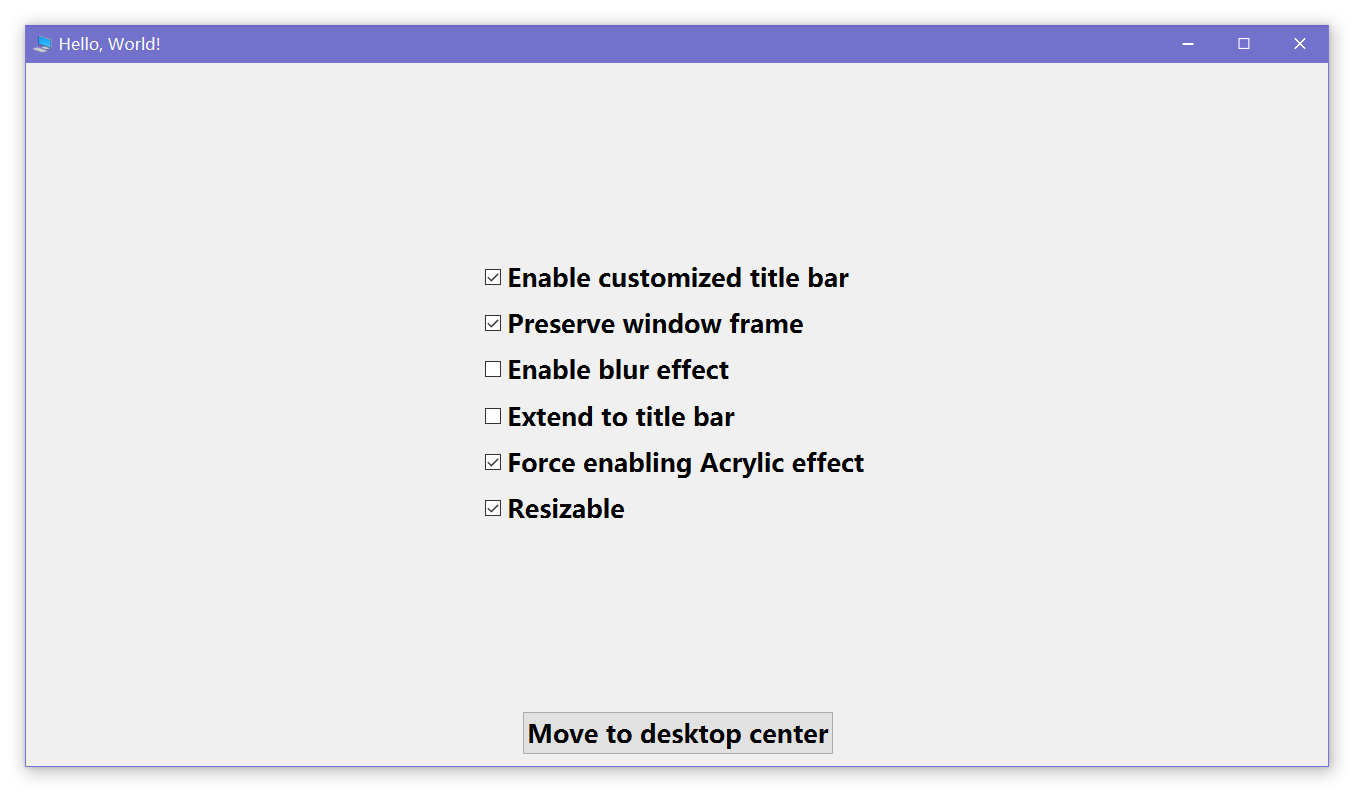 Hello, World!
Enable customized title bar
Preserve window frame
Enable blur effect
Extend to title bar
Force enabling Acrylic effect
Resizable
Move to desktop center